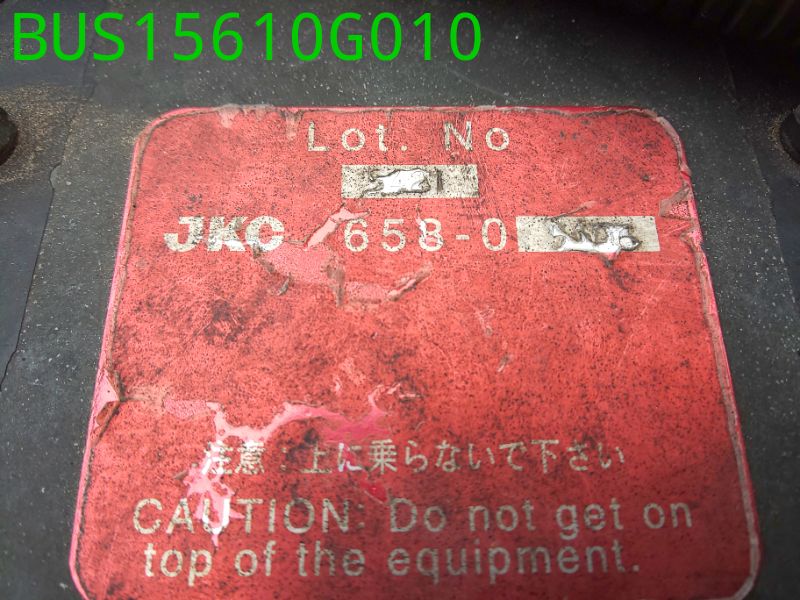 BUS15610G010
Lot. No
JKC 658-0
注意:上に乗らないで下さい
CAUTION: Do not get on
top of the equipment.